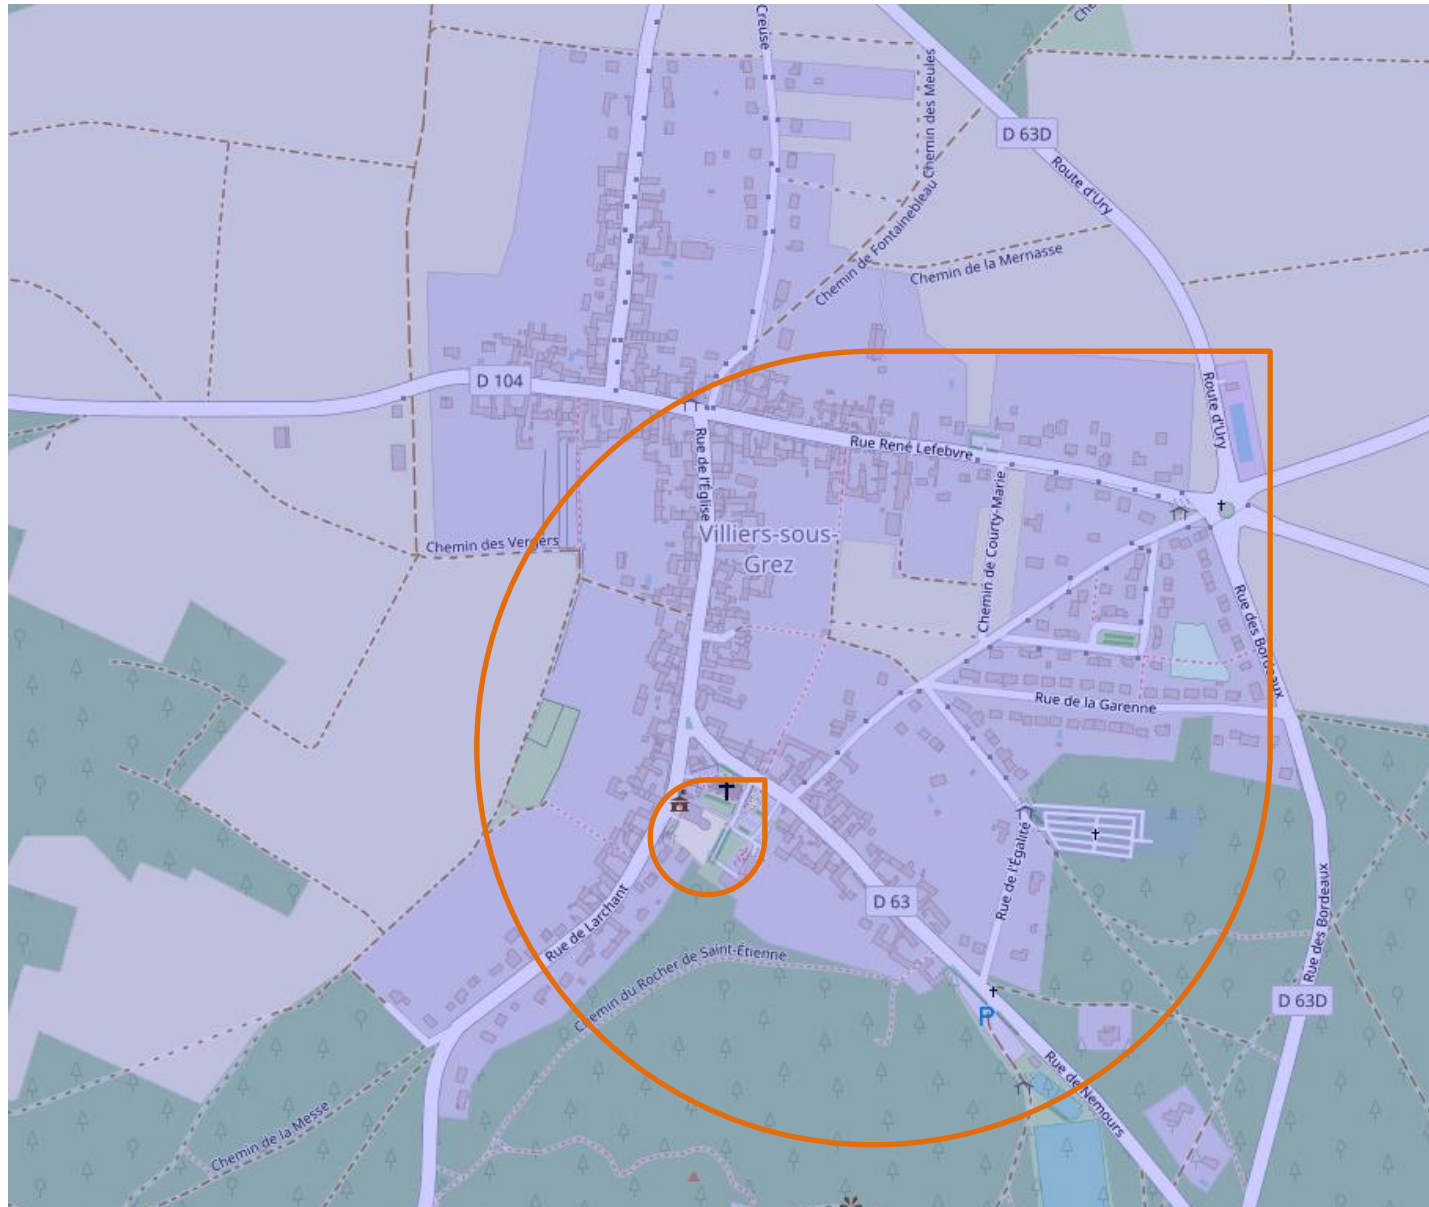 Creuse
Che
Chemin des Meules
D 63D
Route d'Ury
Chemin de Fontainebleau
Chemin de la Mernasse
D 104
Route d'Ury
Rue René Lefebvre
Rue de l'Église
Chemin de Courty-Marie
Villiers-sous-
Grez
Chemin des Vergers
Rue des Bordeaux
Rue de la Garenne
Rue de l'Égalité
D 63
Rue de Larchant
Rue des Bordeaux
Chemin du Rocher de Saint-Étienne
D 63D
P
Rue de Nemours
Chemin de la Messe